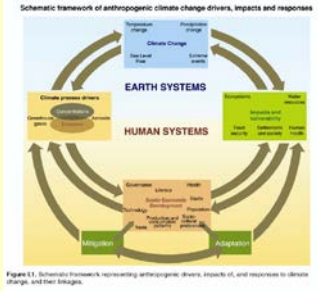 Schematic framework of anthropogenic climate change drivers, impacts and responses
Temperature change
Precipitation change
Climate Change
Sea Level Rise
Extreme events
EARTH SYSTEMS
Climate process drivers
Concentrations
Greenhouse gases
Aerosols
Ecosystems
Water resources
Impacts and vulnerability
Food security
Settlements and society
Human health
HUMAN SYSTEMS
Governance
Literacy
Health
Equity
Socio-Economic Development
Technology
Population
Production and consumption patterns
Trade
Socio-cultural preferences
Mitigation
Adaptation
Figure I.1. Schematic framework representing anthropogenic drivers, impacts of, and responses to climate
change, and their linkages.